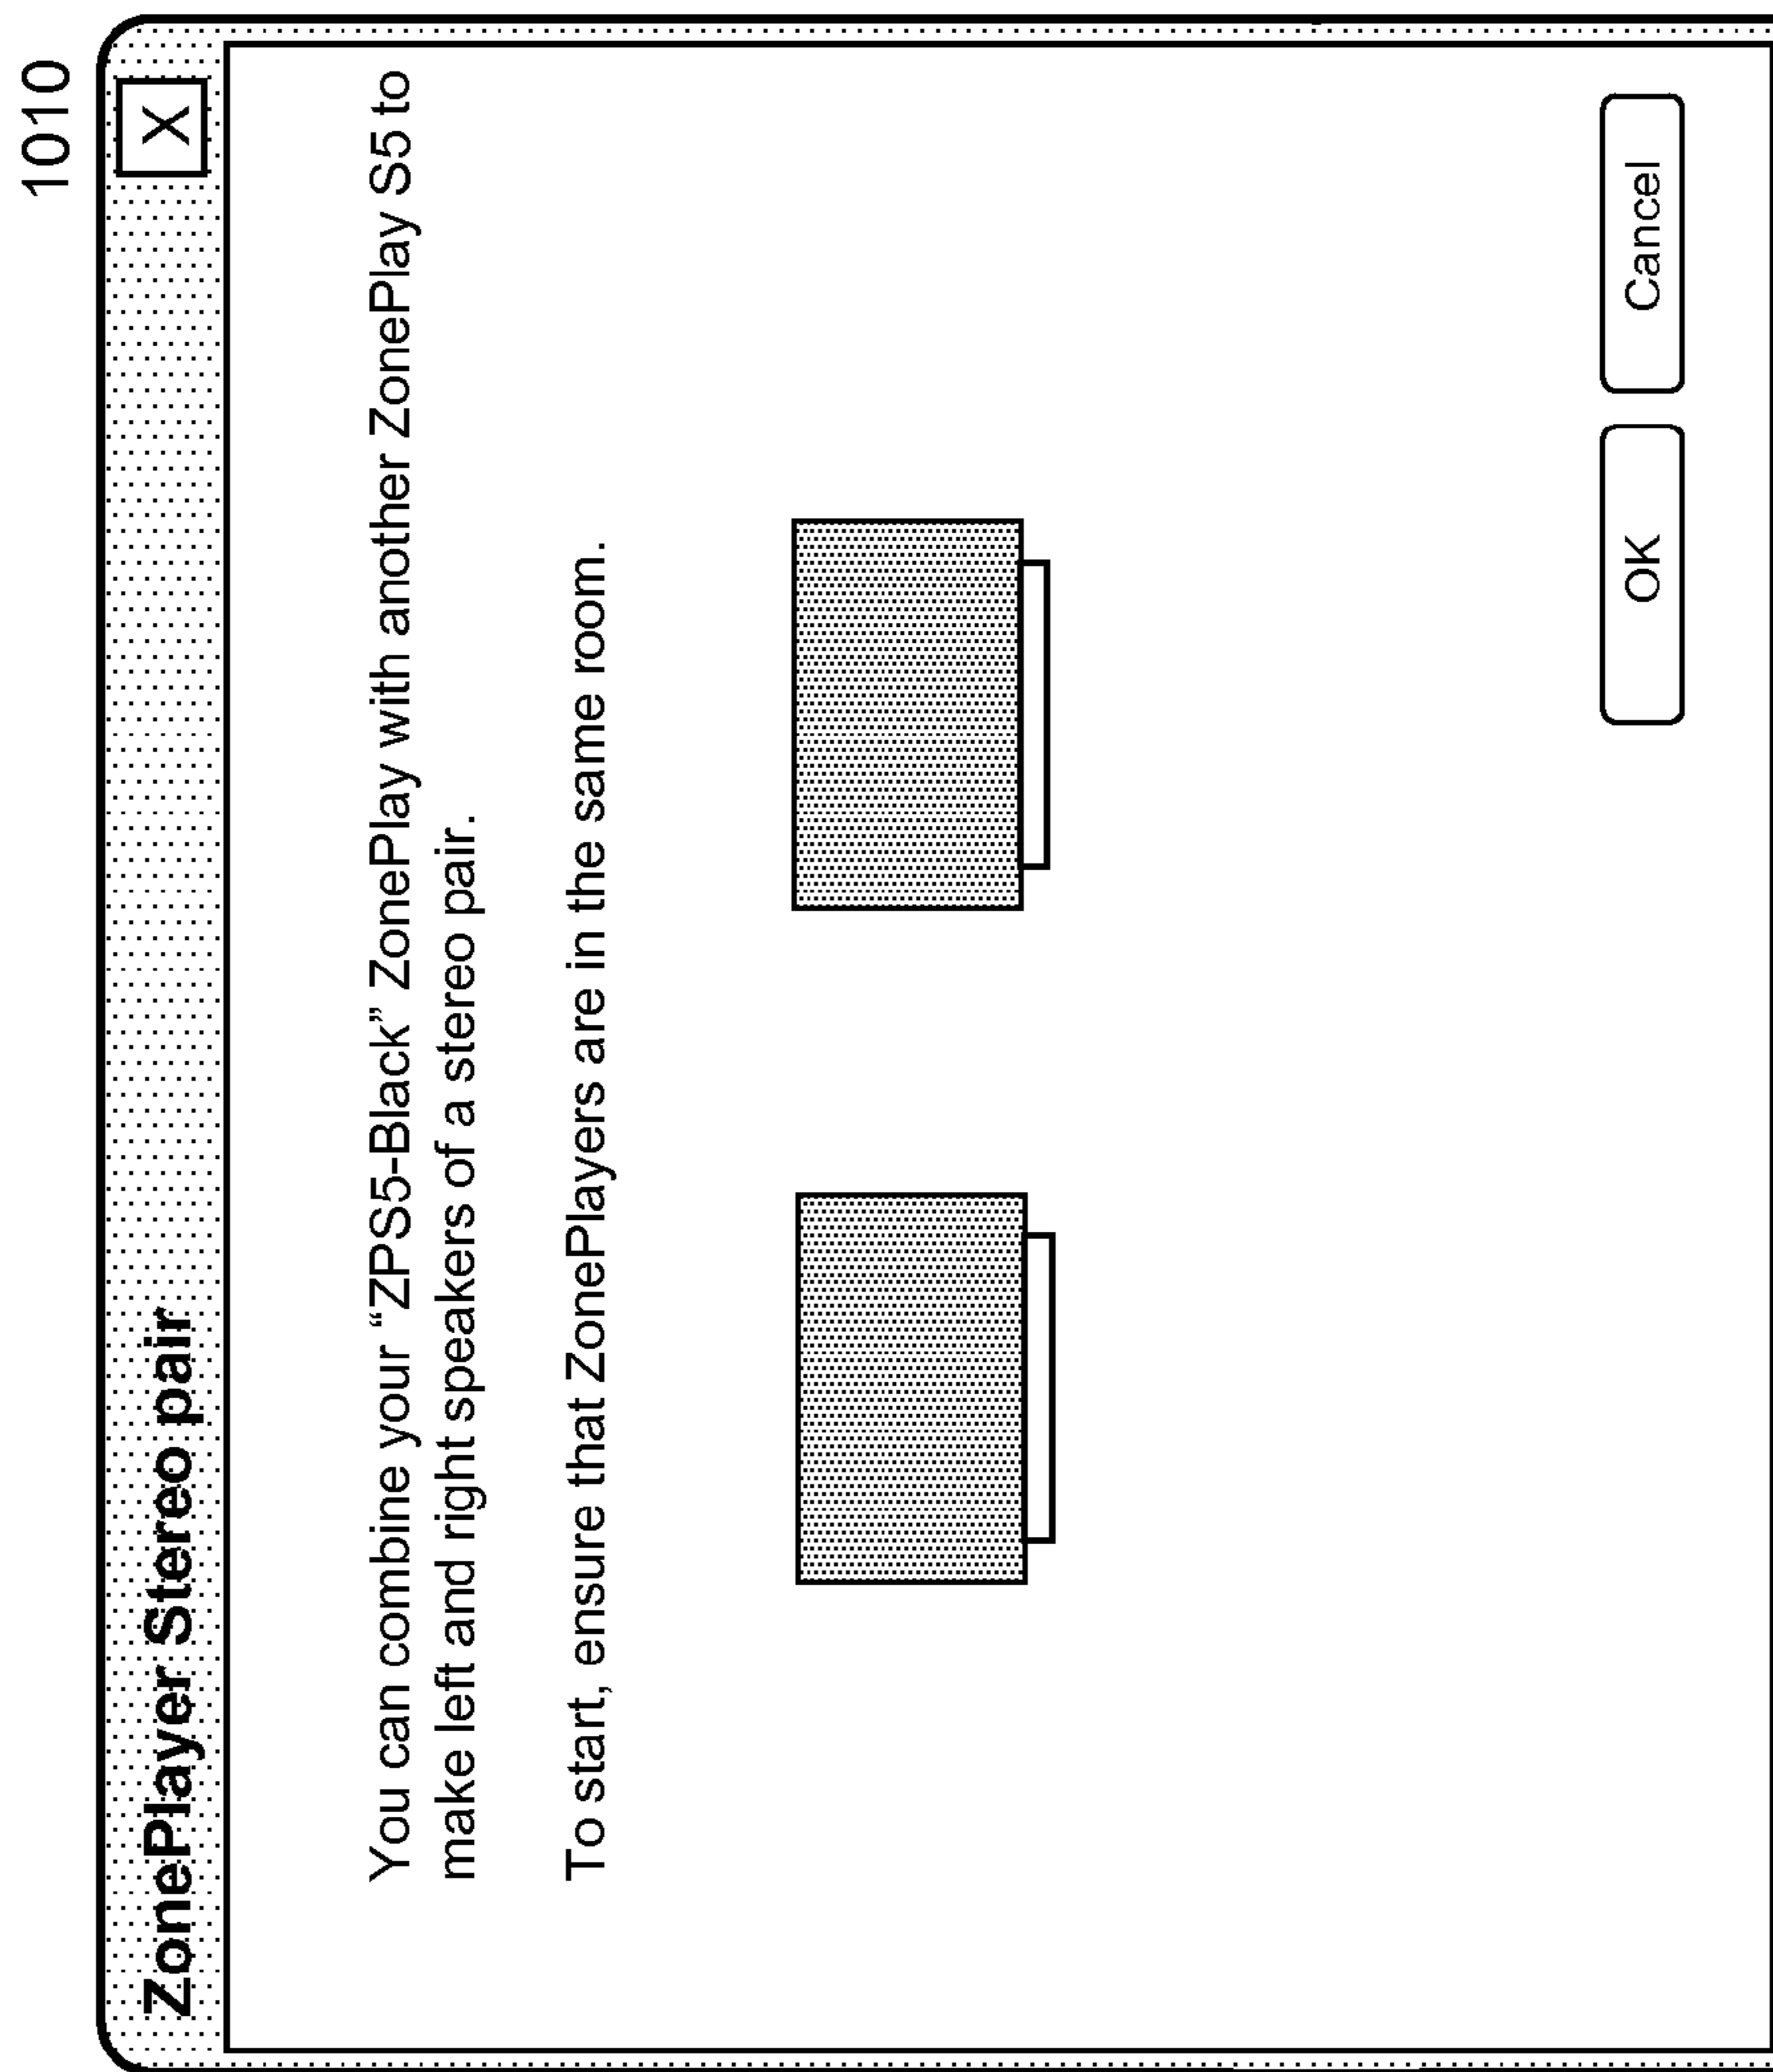 1010
ZonePlayer Stereo pair
X
You can combine your “ZPS5-Black” ZonePlay with another ZonePlay S5 to
make left and right speakers of a stereo pair.
To start, ensure that ZonePlayers are in the same room.
OK
Cancel